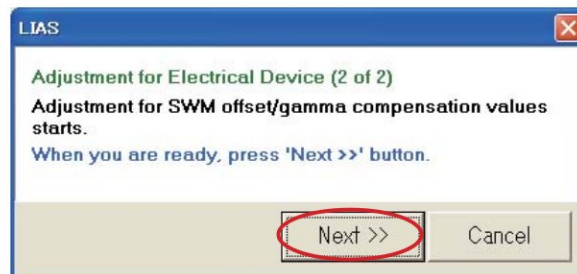 LIAS
Adjustment for Electrical Device (2 of 2)
Adjustment for SWM offset/gamma compensation values
starts.
When you are ready, press 'Next >>' button.
Next >>
Cancel